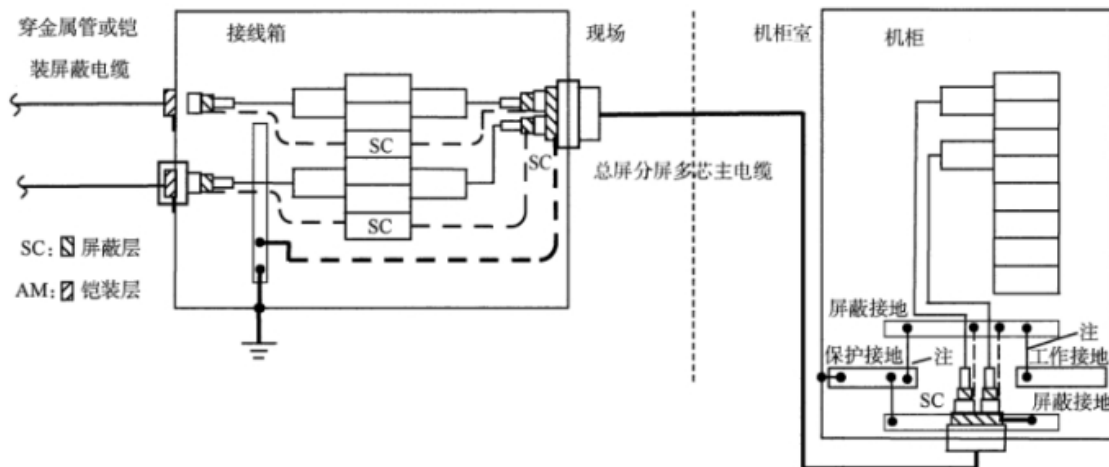 穿金属管或铠
装屏蔽电缆
接线箱
现场
机柜室
机柜
SC
SC
SC
总屏分屏多芯主电缆
SC: 屏蔽层
AM: 铠装层
屏蔽接地
注
保护接地
注
工作接地
SC
屏蔽接地